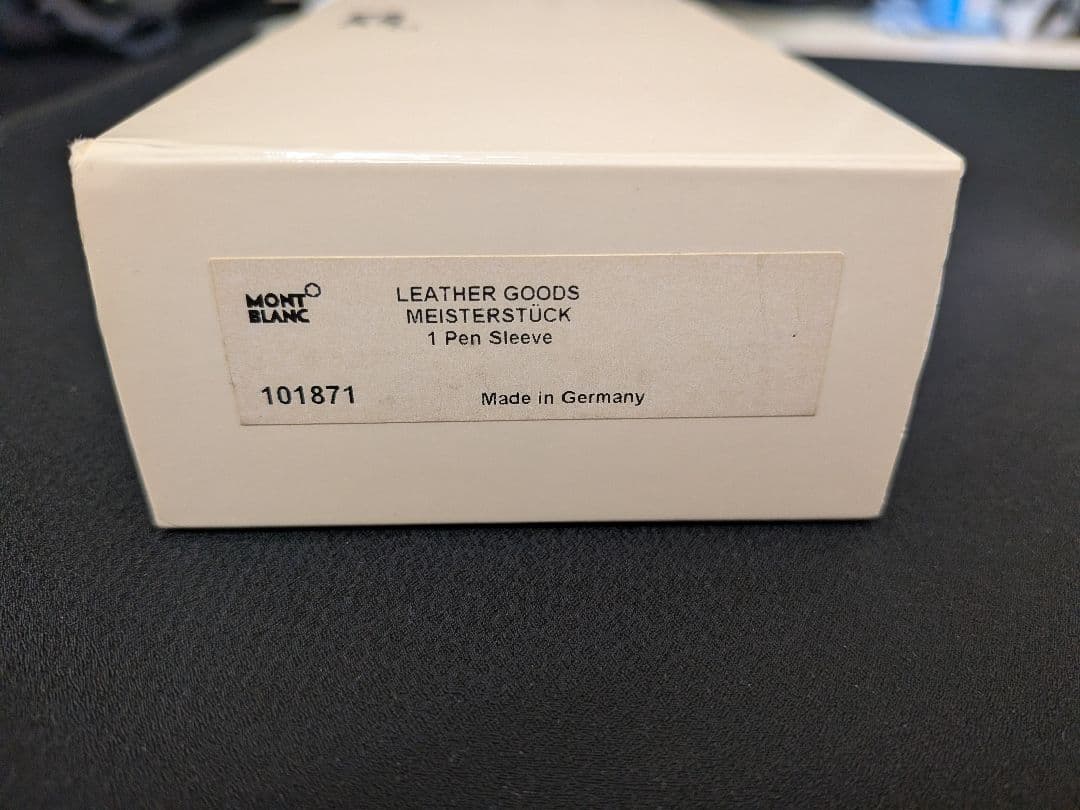 MONT
BLANC
LEATHER GOODS
MEISTERSTÜCK
1 Pen Sleeve
101871
Made in Germany